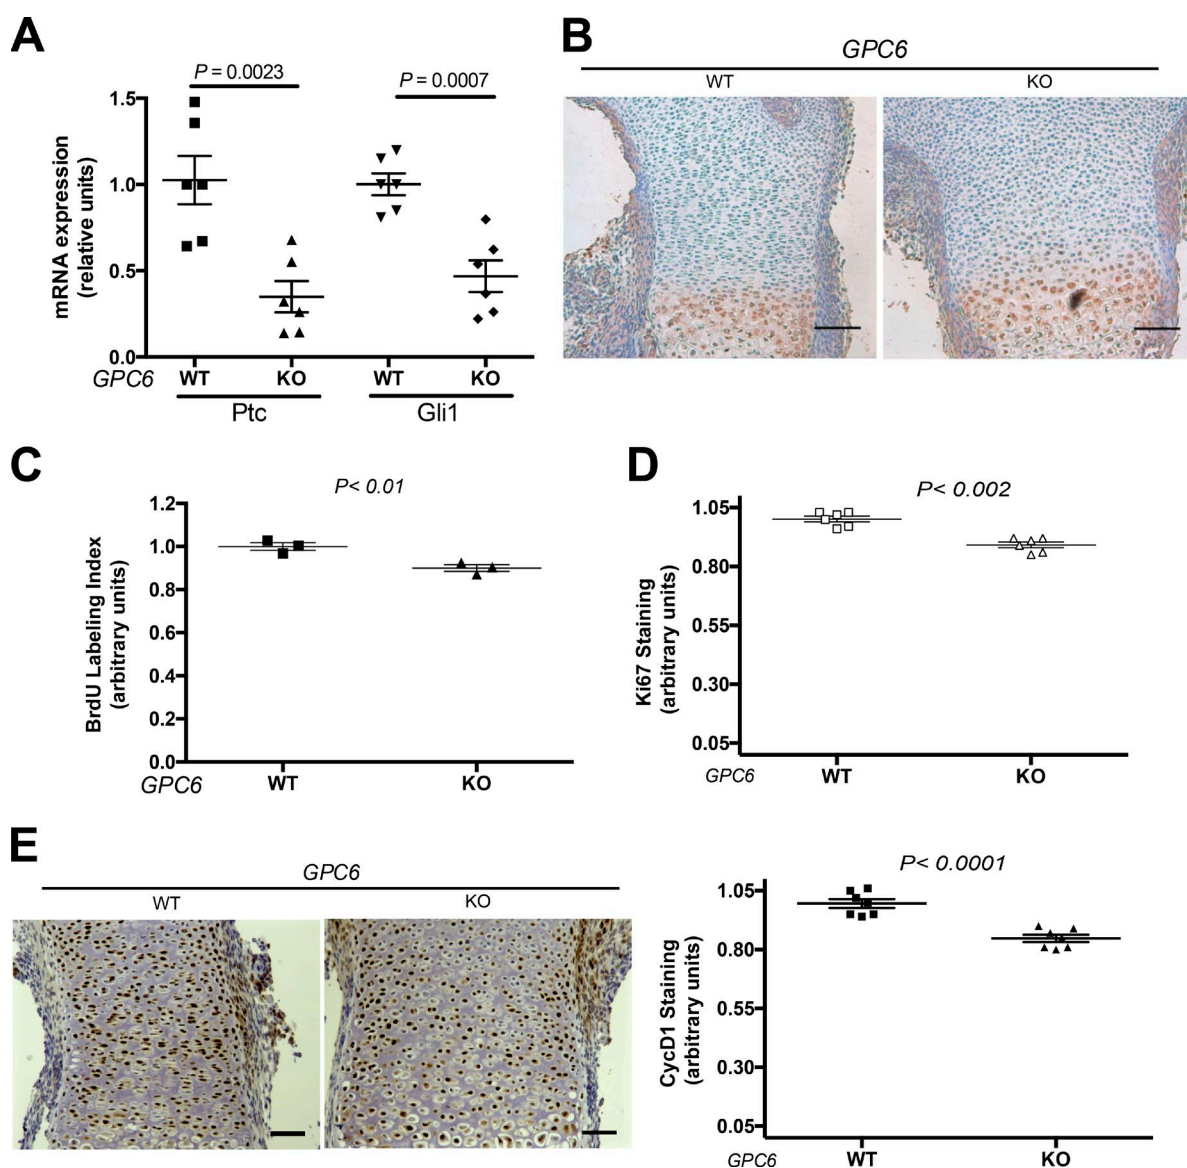 A
P = 0.0023
P = 0.0007
mRNA expression
(relative units)
1.5
1.0
0.5
0.0
GPC6
WT
KO
WT
KO
Ptc
Gli1
B
GPC6
WT
KO
C
P< 0.01
BrdU Labeling Index
(arbitrary units)
1.2
1.0
0.8
0.6
0.4
0.2
0.0
GPC6
WT
KO
D
P< 0.002
Ki67 Staining
(arbitrary units)
1.05
0.80
0.55
0.30
0.05
GPC6
WT
KO
E
GPC6
WT
KO
P< 0.0001
CycD1 Staining
(arbitrary units)
1.05
0.80
0.55
0.30
0.05
GPC6
WT
KO